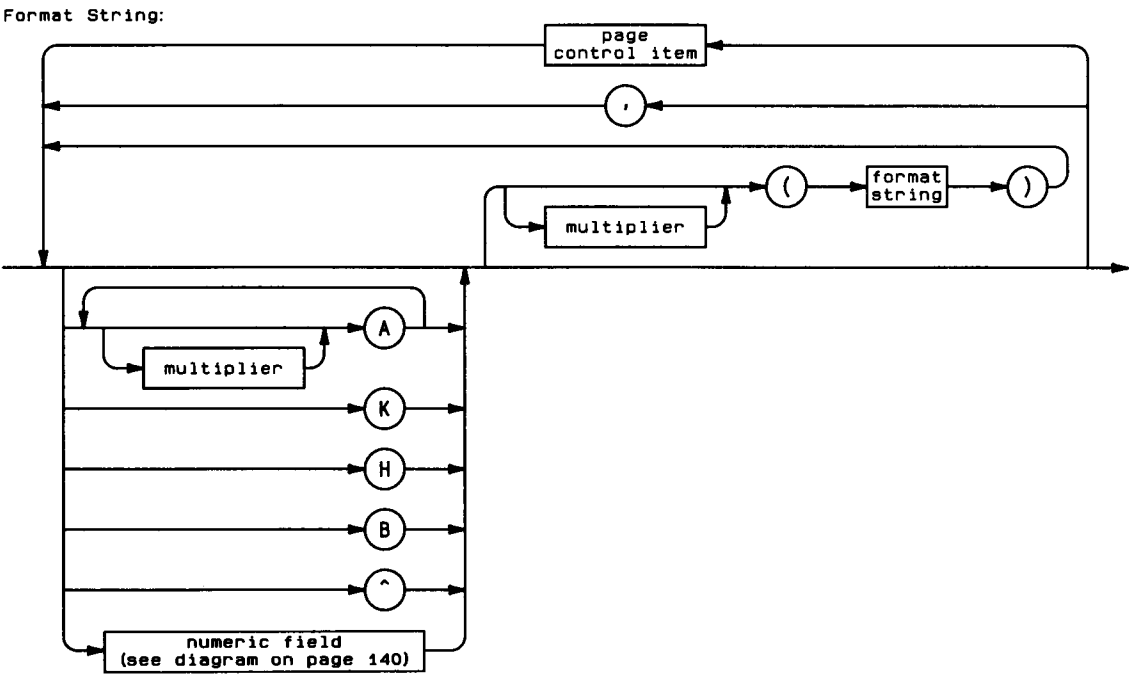 Format String:
page
control item
,
( format
string )
multiplier
A
multiplier
K
H
B
^
numeric field
(see diagram on page 140)